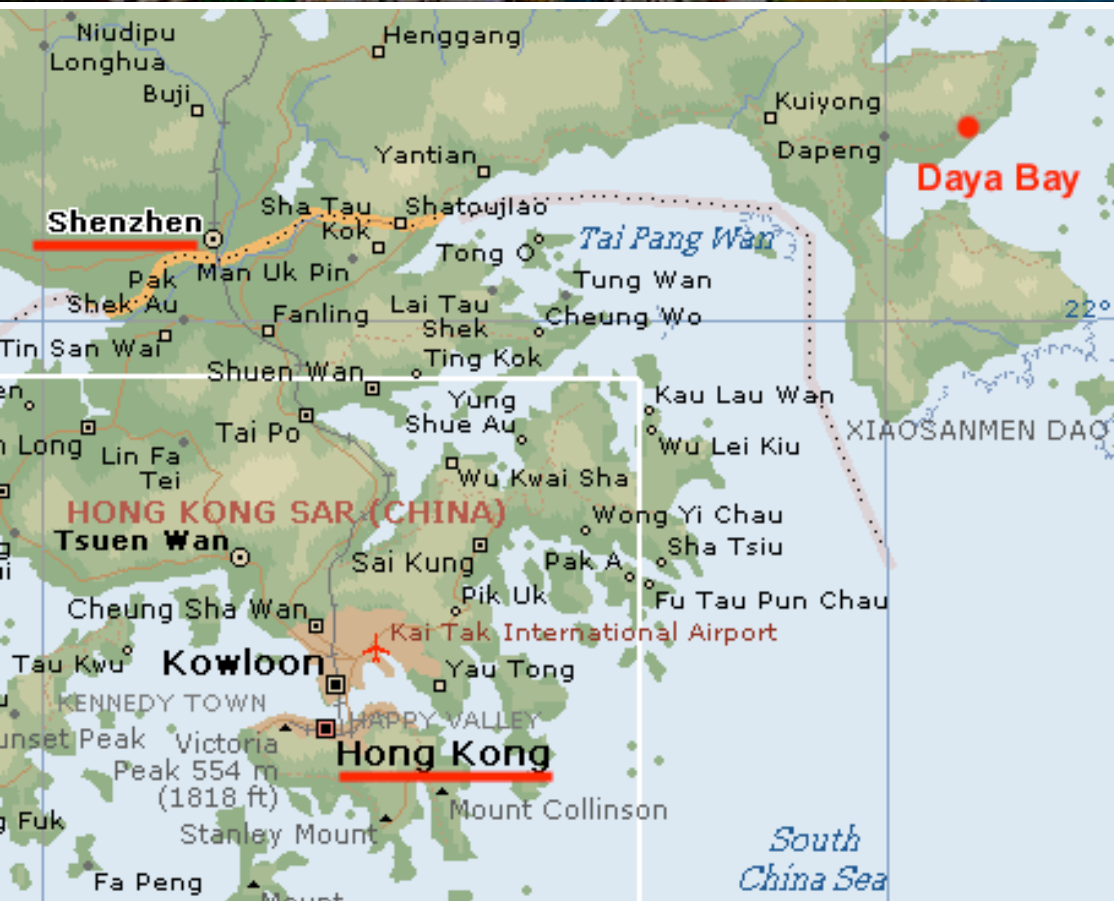 Niudipu
Longhua
Henggang
Buji
Kuiyong
Dapeng
Daya Bay
Yantian
Shenzhen
Sha Tau
Kok
Shatoujiao
Tong O
Tai Pang Wan
Pak
Shek Au
Man Uk Pin
Tung Wan
Lai Tau
Shek
Fanling
Cheung Wo
22°
Tin San Wai
Ting Kok
Shuen Wan
en
Yung
Shue Au
Kau Lau Wan
Long
Tai Po
Wu Lei Kiu
XIAOSANMEN DAO
Lin Fa
Tei
Wu Kwai Sha
HONG KONG SAR (CHINA)
Wong Yi Chau
Tsuen Wan
Sha Tsiu
Sai Kung
Pak A
Cheung Sha Wan
Pik Uk
Fu Tau Pun Chau
Kai Tak International Airport
Tau Kwu
Kowloon
Yau Tong
KENNEDY TOWN
HAPPY VALLEY
unset Peak
Victoria
Peak 554 m
(1818 ft)
Hong Kong
Mount Collinson
Stanley Mount
g Fuk
South
China Sea
Fa Peng
Mount